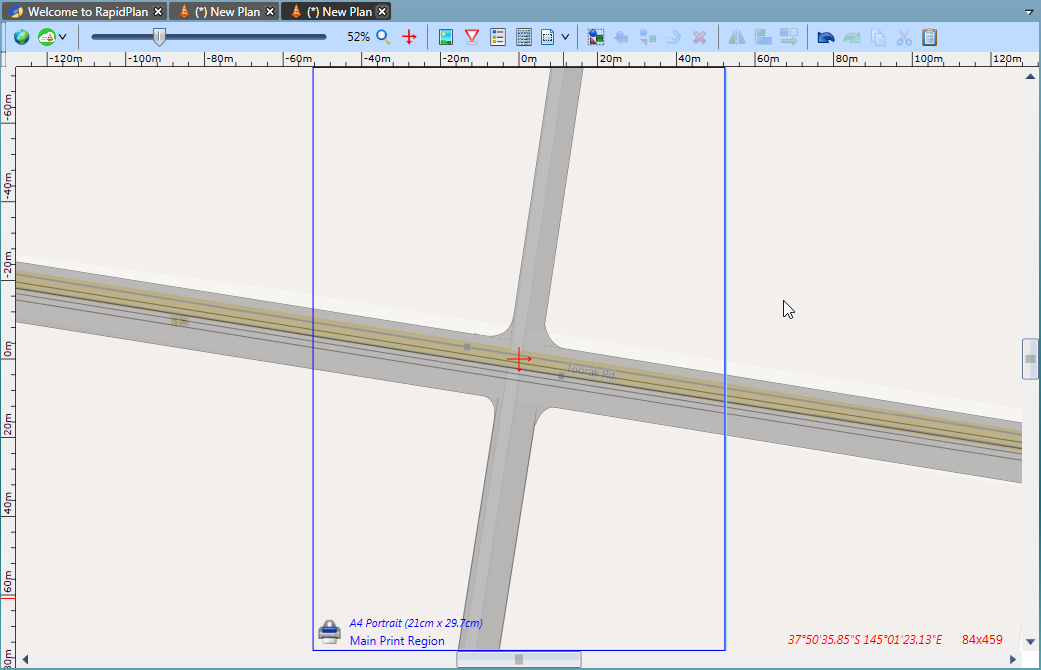 Welcome to RapidPlan
(*) New Plan
(*) New Plan
52%
-120m -100m -80m -60m -40m -20m 0m 20m 40m 60m 80m 100m 120m
-60m
-40m
-20m
0m
20m
40m
60m
80m
Toorak Rd
A4 Portrait (21cm x 29.7cm)
Main Print Region
37°50'35.85"S 145°01'23.13"E 84x459